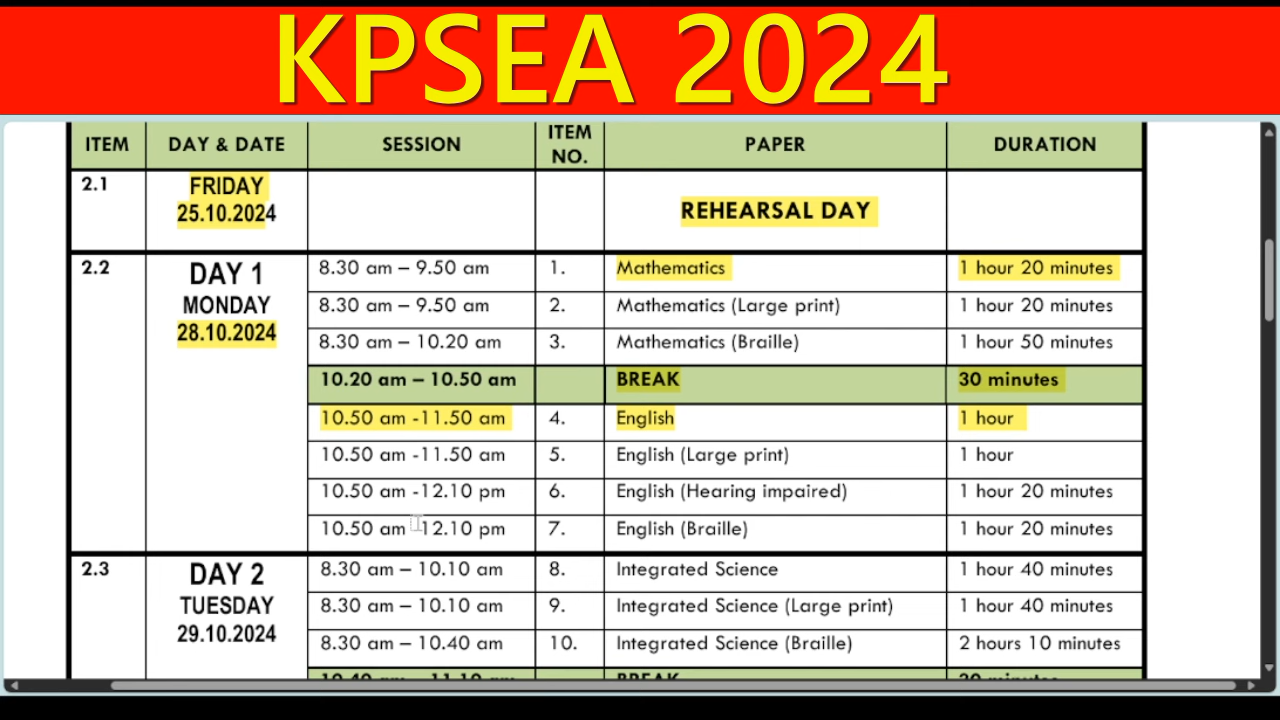 KPSEA 2024
ITEM DAY & DATE SESSION ITEM NO. PAPER DURATION
2.1 FRIDAY 25.10.2024 REHEARSAL DAY
2.2 DAY 1 MONDAY 28.10.2024
8.30 am – 9.50 am 1. Mathematics 1 hour 20 minutes
8.30 am – 9.50 am 2. Mathematics (Large print) 1 hour 20 minutes
8.30 am – 10.20 am 3. Mathematics (Braille) 1 hour 50 minutes
10.20 am – 10.50 am BREAK 30 minutes
10.50 am -11.50 am 4. English 1 hour
10.50 am -11.50 am 5. English (Large print) 1 hour
10.50 am -12.10 pm 6. English (Hearing impaired) 1 hour 20 minutes
10.50 am -12.10 pm 7. English (Braille) 1 hour 20 minutes
2.3 DAY 2 TUESDAY 29.10.2024
8.30 am – 10.10 am 8. Integrated Science 1 hour 40 minutes
8.30 am – 10.10 am 9. Integrated Science (Large print) 1 hour 40 minutes
8.30 am – 10.40 am 10. Integrated Science (Braille) 2 hours 10 minutes
10.40 am – 11.10 am BREAK 30 minutes